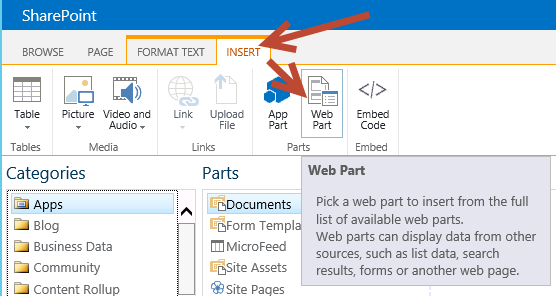 SharePoint
BROWSE PAGE FORMAT TEXT INSERT
Table Picture Video and Audio Link Upload File App Part Web Part Embed Code
Tables Media Links Parts Embed
Categories Parts
Web Part
Pick a web part to insert from the full
list of available web parts.
Web parts can display data from other
sources, such as list data, search
results, forms or another web page.
Apps Documents
Blog Form Templa
Business Data MicroFeed
Community Site Assets
Content Rollup Site Pages